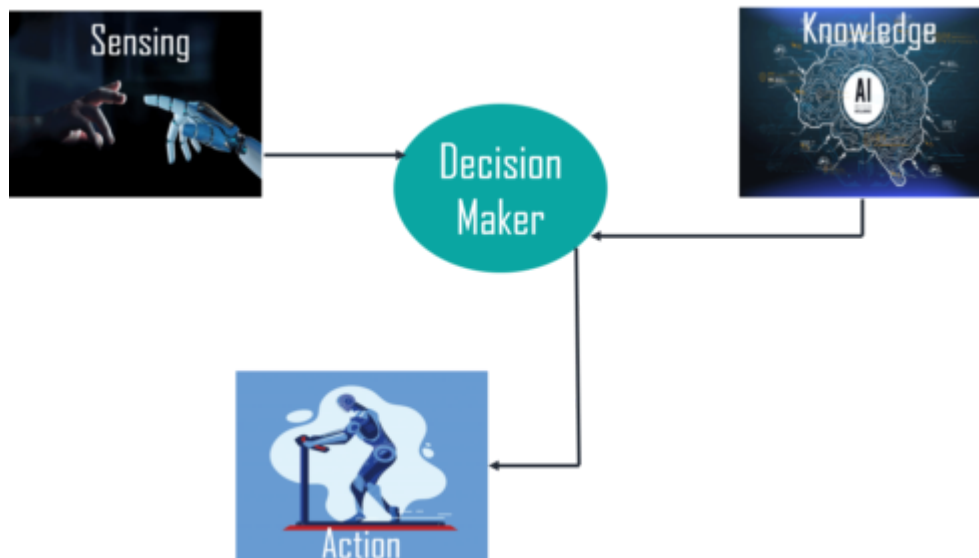 Sensing
Knowledge
AI
Decision
Maker
Action